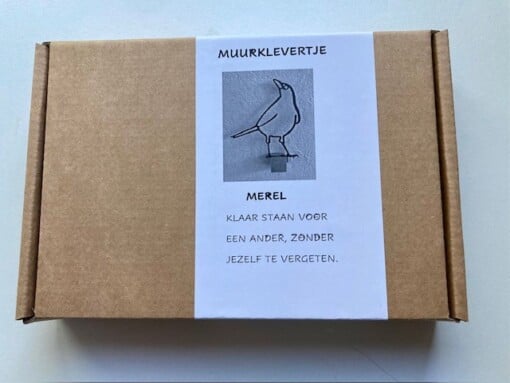 MUURKLEVERTJE
MEREL
KLAAR STAAN VOOR
EEN ANDER, ZONDER
JEZELF TE VERGETEN.